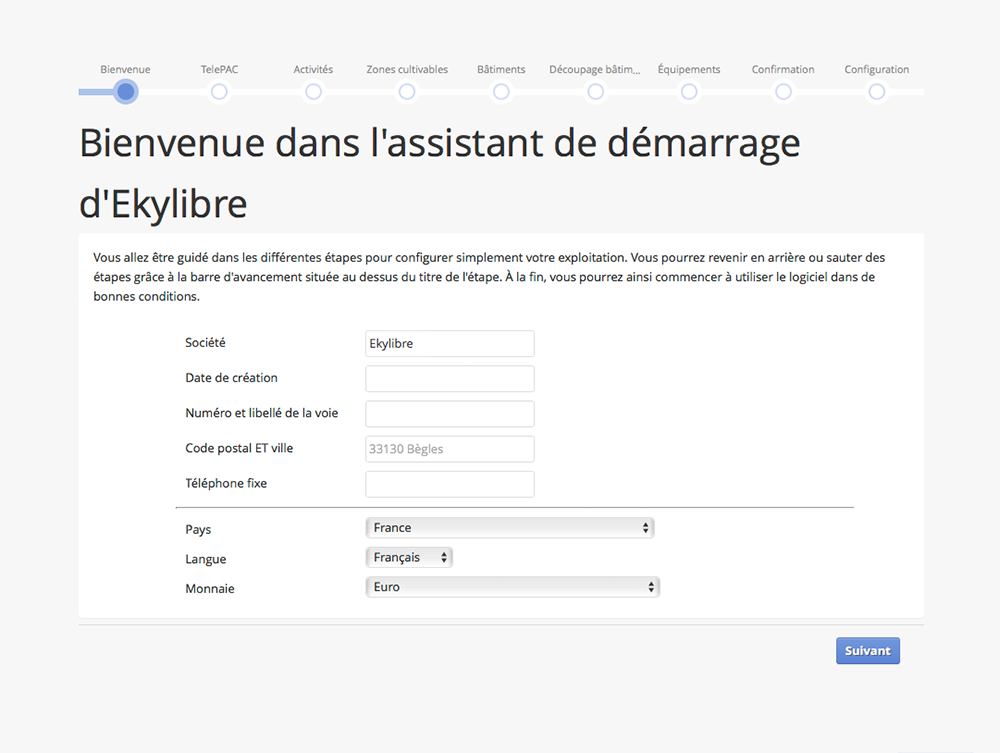 Bienvenue TelePAC Activités Zones cultivables Bâtiments Découpage bâtim... Équipements Confirmation Configuration
Bienvenue dans l'assistant de démarrage
d'Ekylibre
Vous allez être guidé dans les différentes étapes pour configurer simplement votre exploitation. Vous pourrez revenir en arrière ou sauter des
étapes grâce à la barre d'avancement située au dessus du titre de l'étape. À la fin, vous pourrez ainsi commencer à utiliser le logiciel dans de
bonnes conditions.
Société Ekylibre
Date de création
Numéro et libellé de la voie
Code postal ET ville 33130 Bègles
Téléphone fixe
Pays France
Langue Français
Monnaie Euro
Suivant